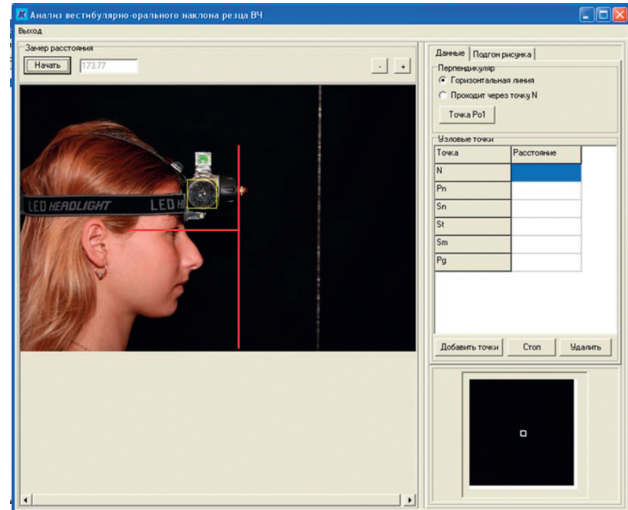 Анализ вестибулярно-орального наклона резца ВЧ
Выход
Замер расстояния
Начать
173.77
-
+
LED HEADLIGHT
LED H
Данные
Подгон рисунка
Перпендикуляр
Горизонтальная линия
Проходит через точку N
Точка Po1
Узловые точки
Точка Расстояние
N
Pn
Sn
St
Sm
Pg
Добавить точки
Стоп
Удалить